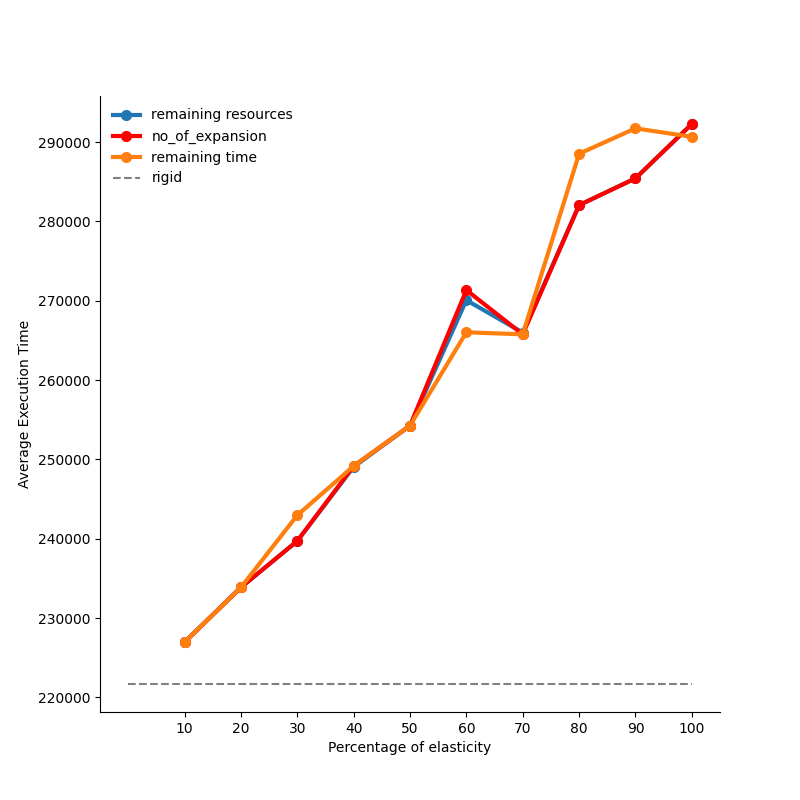 remaining resources
no_of_expansion
remaining time
rigid
290000
280000
270000
260000
250000
240000
230000
220000
Average Execution Time
10 20 30 40 50 60 70 80 90 100
Percentage of elasticity